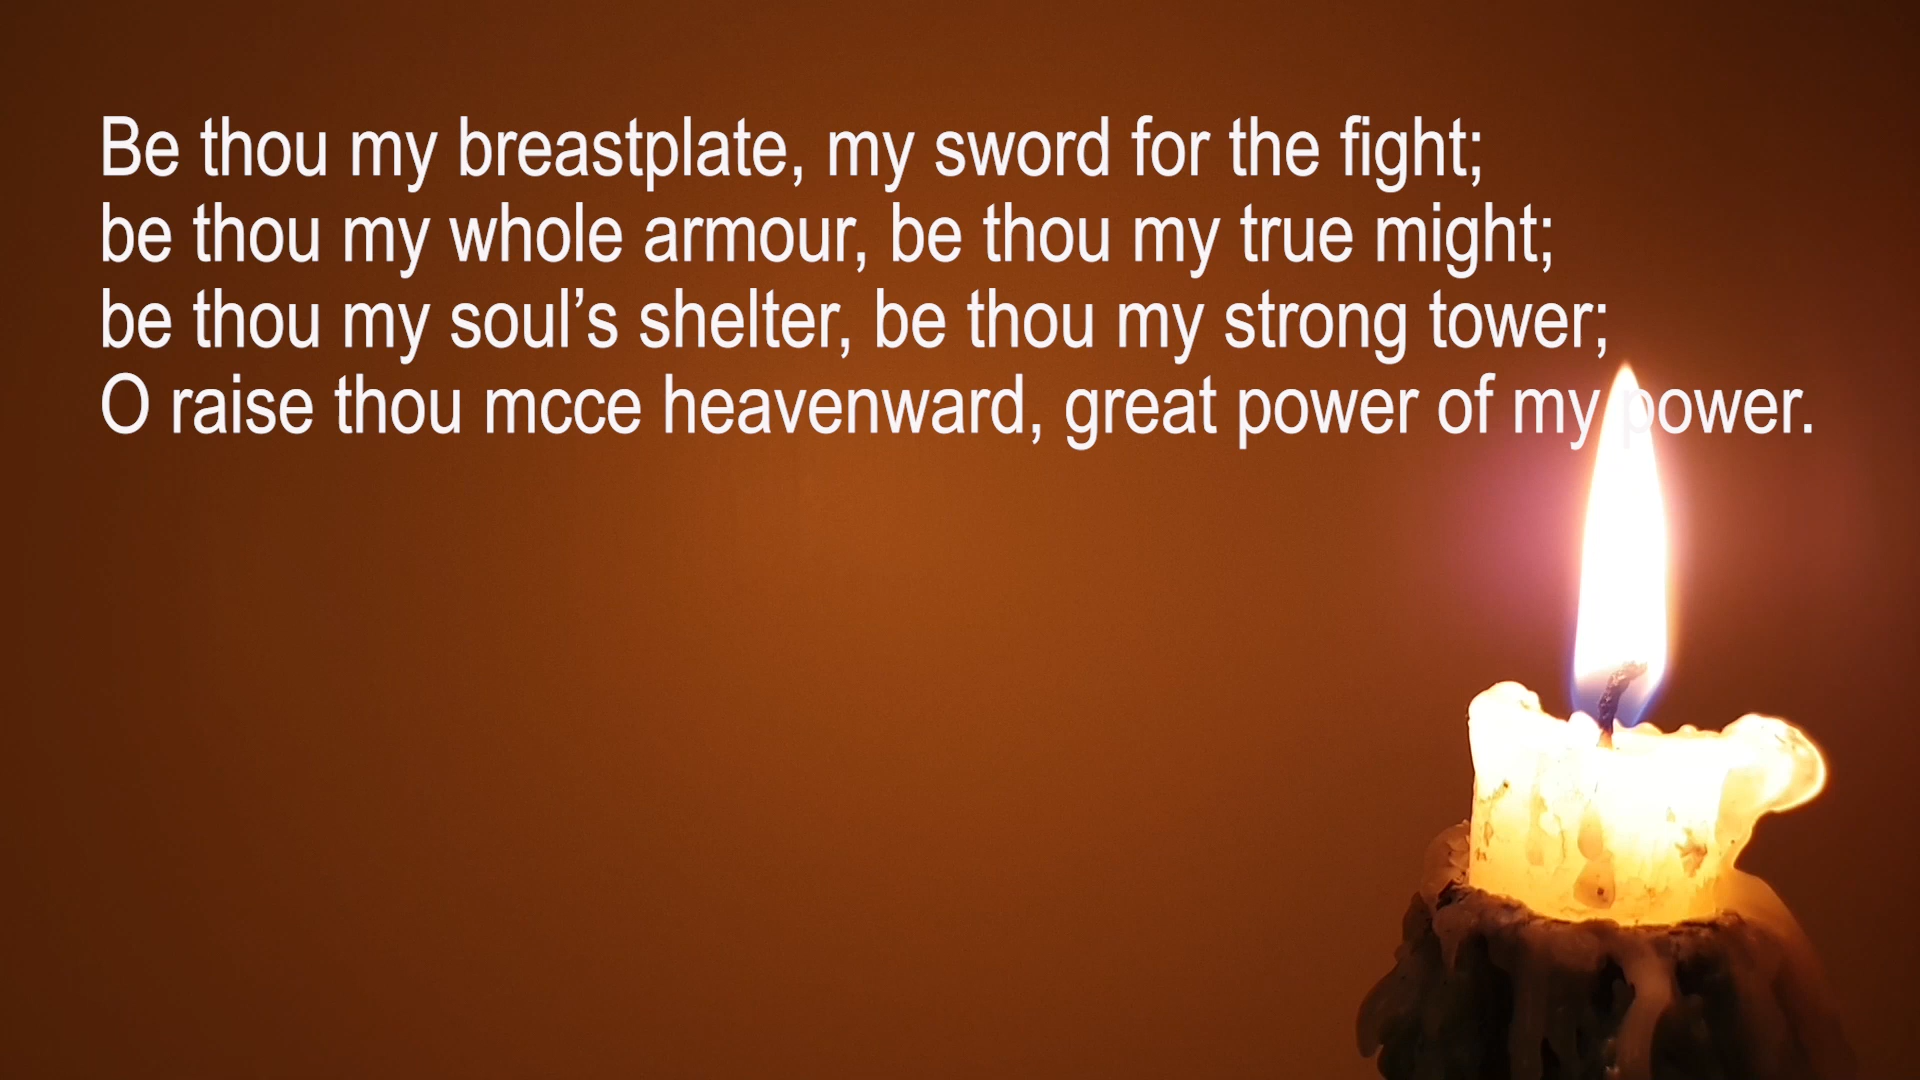 Be thou my breastplate, my sword for the fight;
be thou my whole armour, be thou my true might;
be thou my soul’s shelter, be thou my strong tower;
O raise thou mcce heavenward, great power of my power.